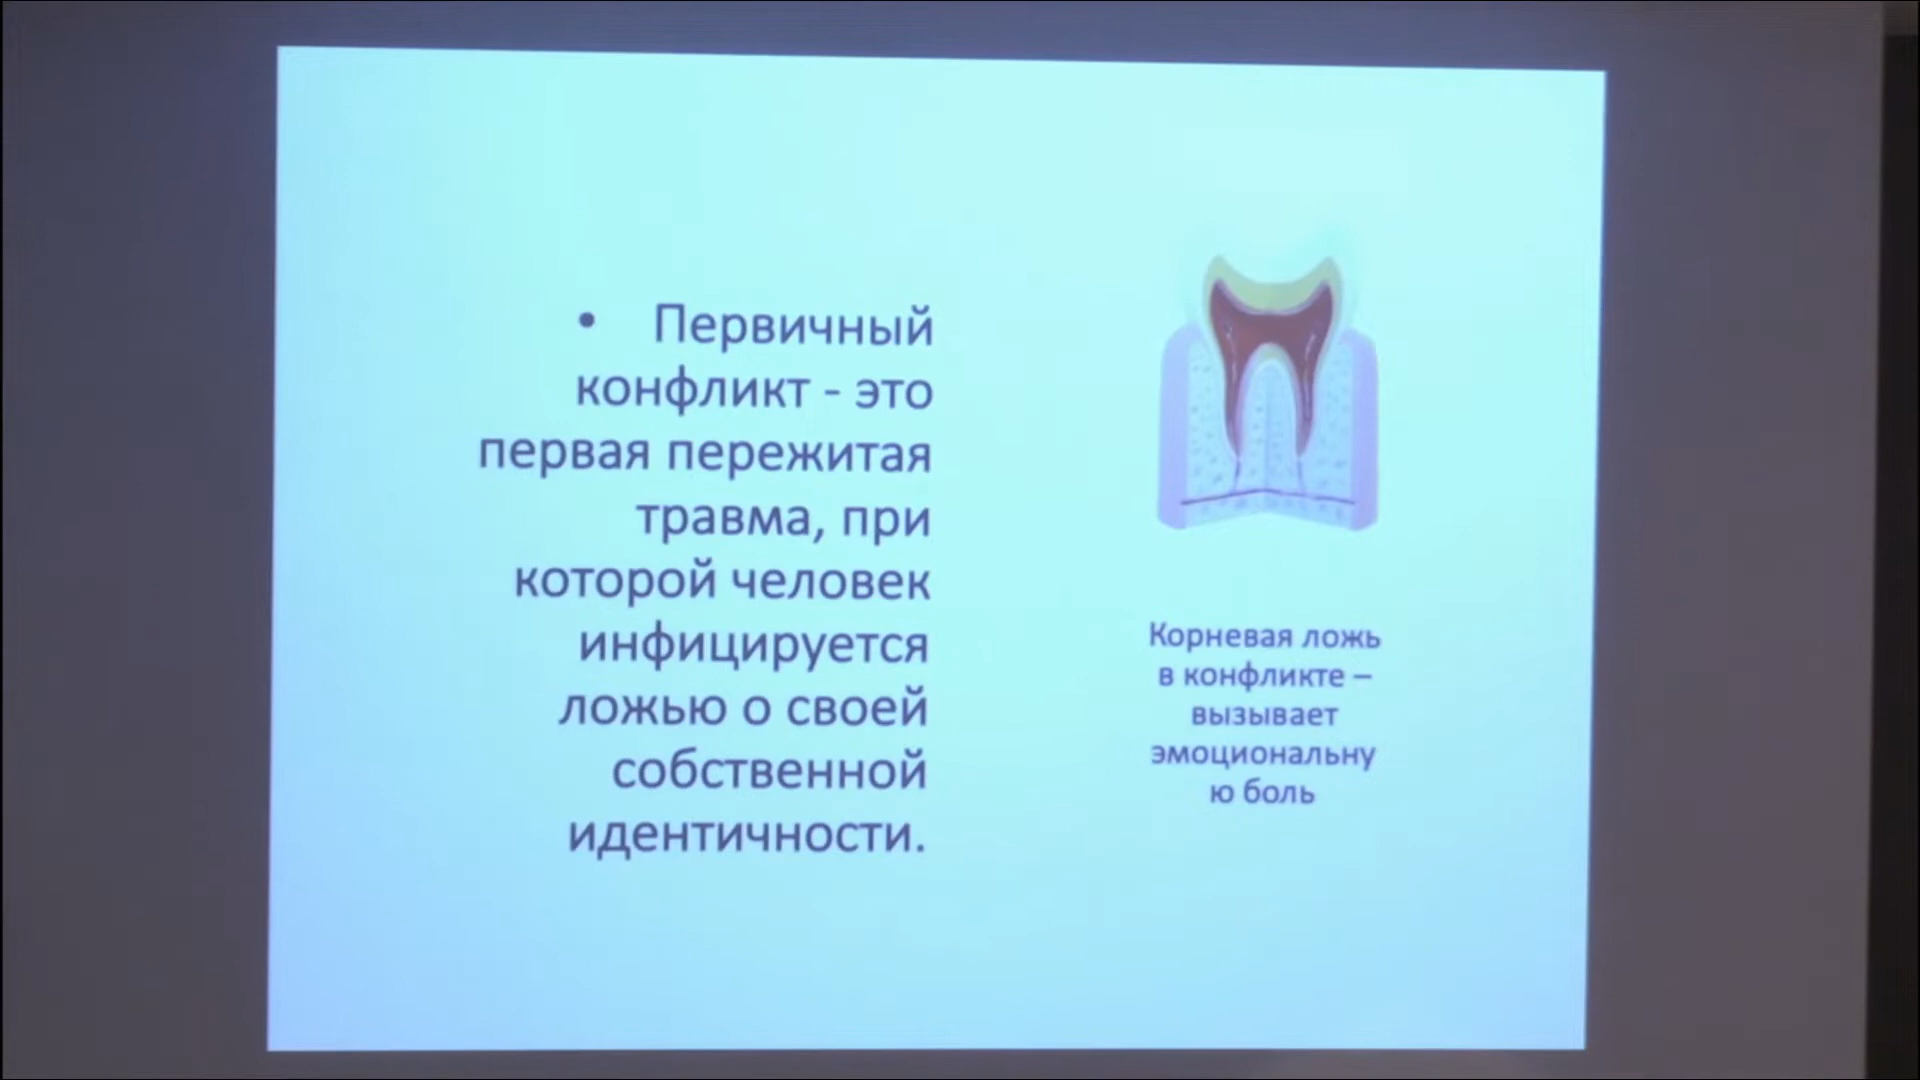 • Первичный
конфликт - это
первая пережитая
травма, при
которой человек
инфицируется
ложью о своей
собственной
идентичности.
Корневая ложь
в конфликте –
вызывает
эмоциональну
ю боль